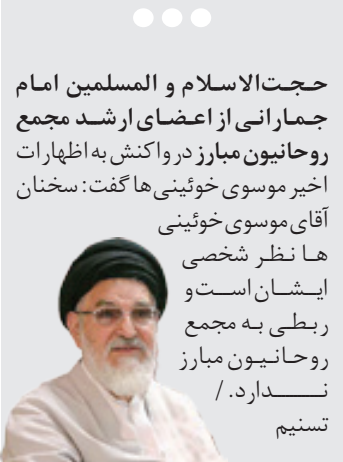 حجت‌الاسلام و المسلمین امام
جمارانی از اعضای ارشد مجمع
روحانیون مبارز در واکنش به اظهارات
اخیر موسوی خوئینی‌ها گفت: سخنان
آقای موسوی خوئینی
ها نظر شخصی
ایشان است و
ربطی به مجمع
روحانیون مبارز
ندارد. /
تسنیم